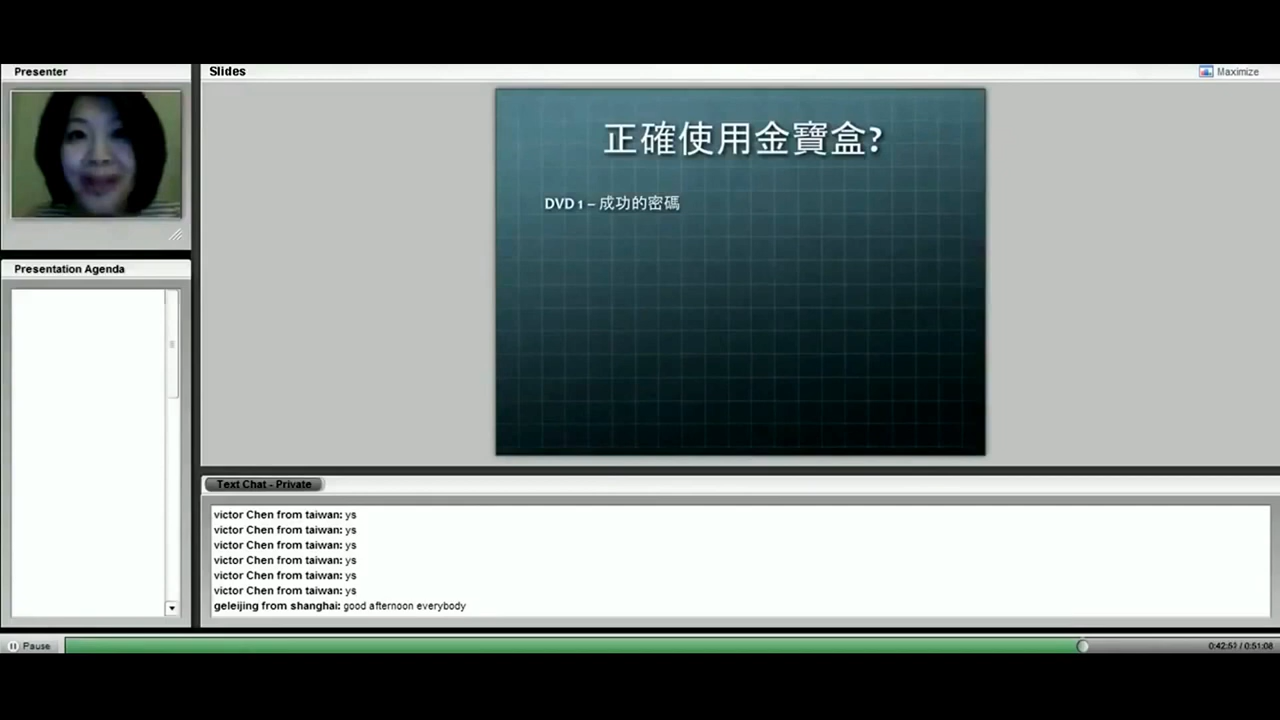 Presenter
Slides
Maximize
正確使用金寶盒?
DVD 1 – 成功的密碼
Presentation Agenda
Text Chat - Private
victor Chen from taiwan: ys
victor Chen from taiwan: ys
victor Chen from taiwan: ys
victor Chen from taiwan: ys
victor Chen from taiwan: ys
victor Chen from taiwan: ys
geleijing from shanghai: good afternoon everybody
Pause
0:42:57 / 0:51:08